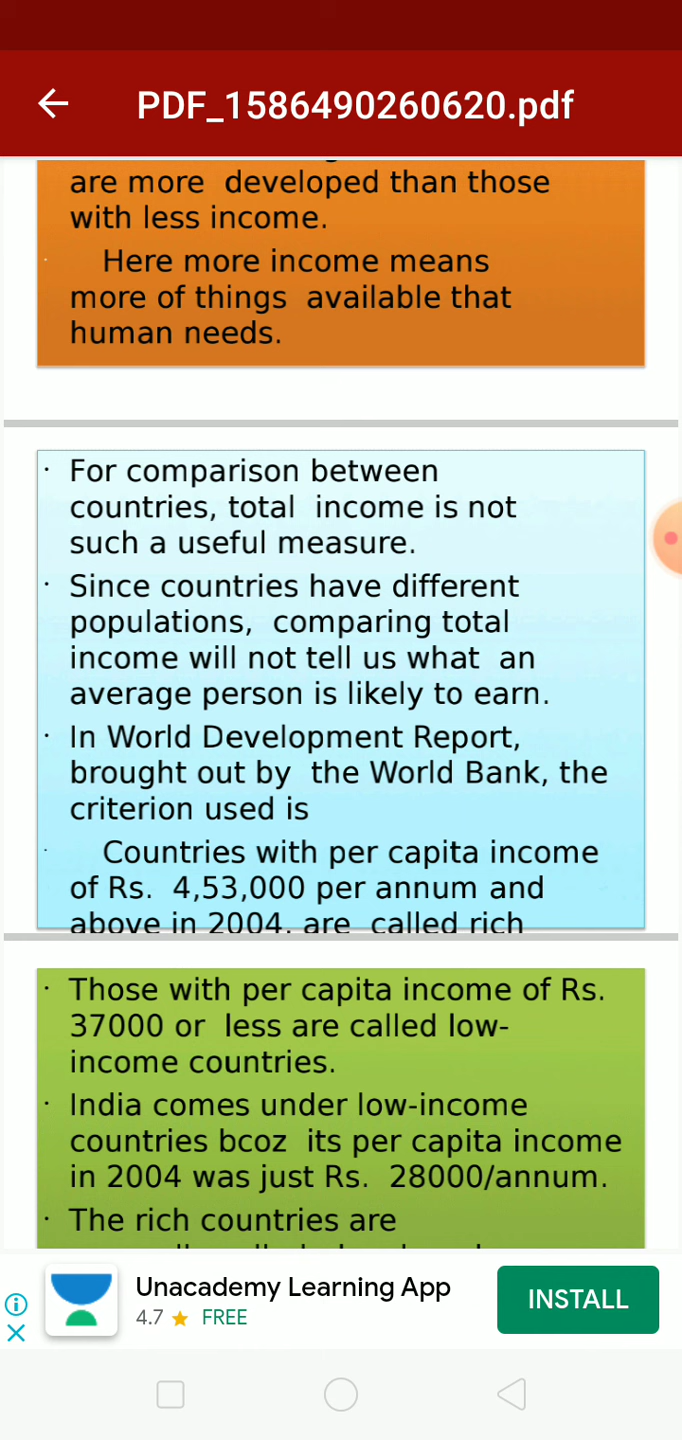 PDF_1586490260620.pdf
are more developed than those
with less income.
Here more income means
more of things available that
human needs.
· For comparison between
countries, total income is not
such a useful measure.
· Since countries have different
populations, comparing total
income will not tell us what an
average person is likely to earn.
· In World Development Report,
brought out by the World Bank, the
criterion used is
· Countries with per capita income
of Rs. 4,53,000 per annum and
above in 2004, are called rich
· Those with per capita income of Rs.
37000 or less are called low-
income countries.
· India comes under low-income
countries bcoz its per capita income
in 2004 was just Rs. 28000/annum.
· The rich countries are
Unacademy Learning App
4.7 ★ FREE
INSTALL